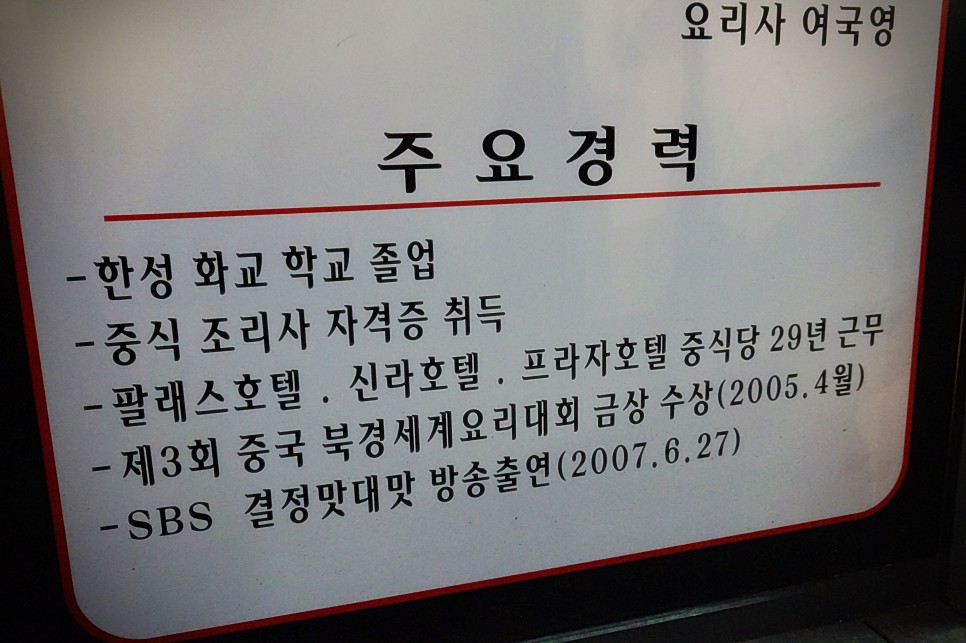 요리사 여국영
주요경력
-한성 화교 학교 졸업
-중식 조리사 자격증 취득
-팔래스호텔 . 신라호텔 . 프라자호텔 중식당 29년 근무
-제3회 중국 북경세계요리대회 금상 수상(2005.4월)
-SBS 결정맛대맛 방송출연(2007.6.27)